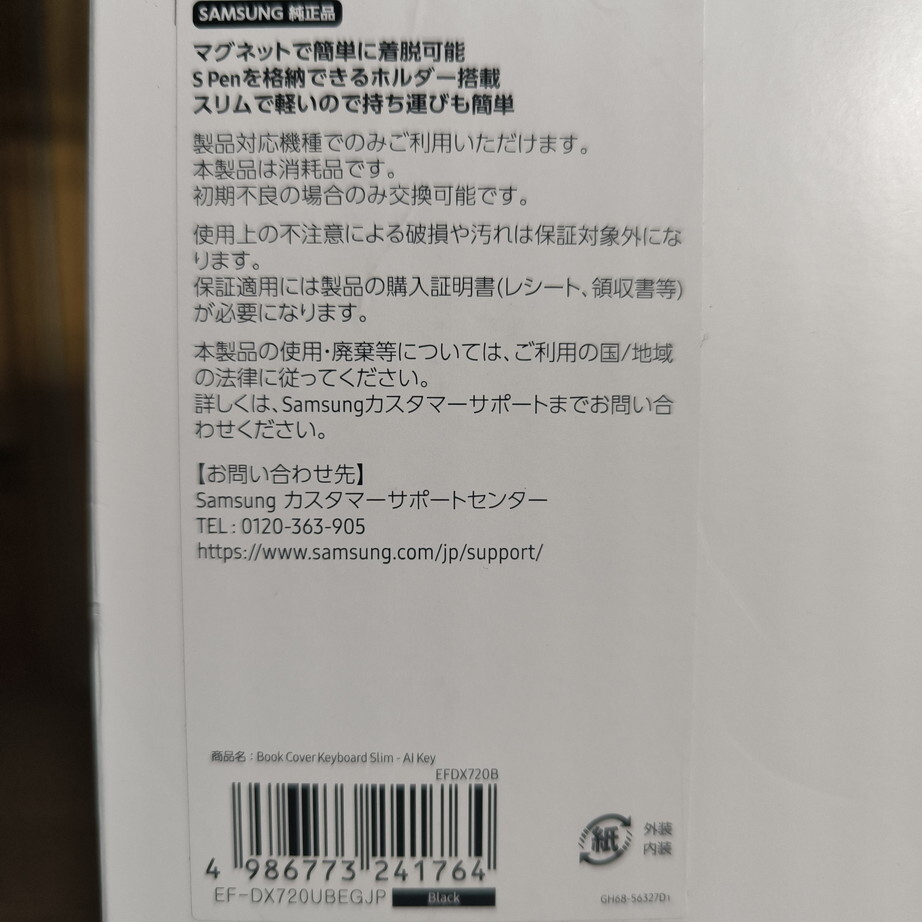 SAMSUNG 純正品
マグネットで簡単に着脱可能
S Penを格納できるホルダー搭載
スリムで軽いので持ち運びも簡単
製品対応機種でのみご利用いただけます。
本製品は消耗品です。
初期不良の場合のみ交換可能です。
使用上の不注意による破損や汚れは保証対象外にな
ります。
保証適用には製品の購入証明書(レシート、領収書等)
が必要になります。
本製品の使用・廃棄等については、ご利用の国/地域
の法律に従ってください。
詳しくは、Samsungカスタマーサポートまでお問い合
わせください。
【お問い合わせ先】
Samsung カスタマーサポートセンター
TEL : 0120-363-905
https://www.samsung.com/jp/support/
商品名 : Book Cover Keyboard Slim - AI Key
EFDX720B
4 986773 241764
EF-DX720UBEGJP Black
紙 外装
内装
GH68-56327D1